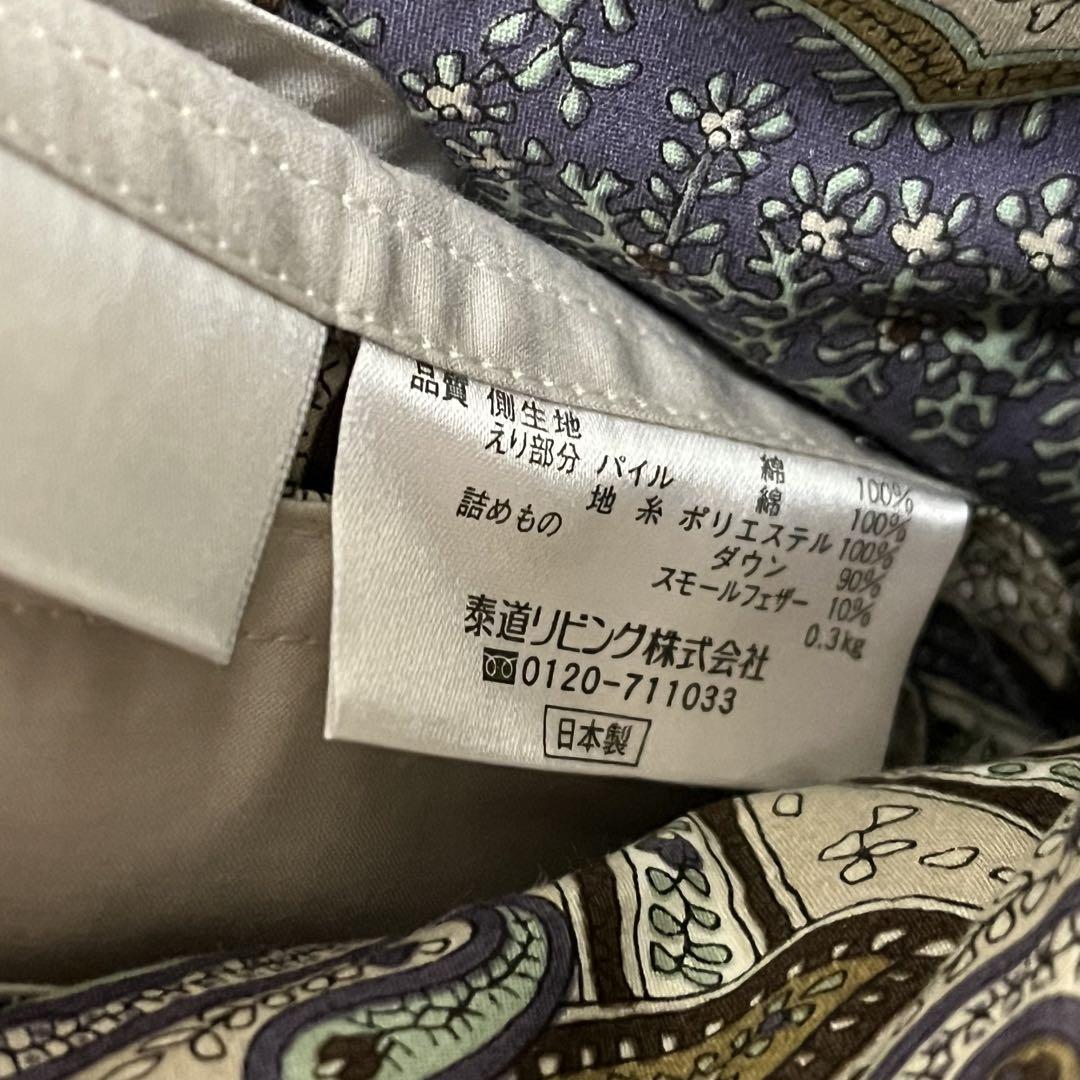 品質 側生地 綿 100%
えり部分 パイル 綿 100%
地 糸 ポリエステル 100%
詰めもの ダウン 90%
スモールフェザー 10%
0.3kg
泰道リビング株式会社
0120-711033
日本製